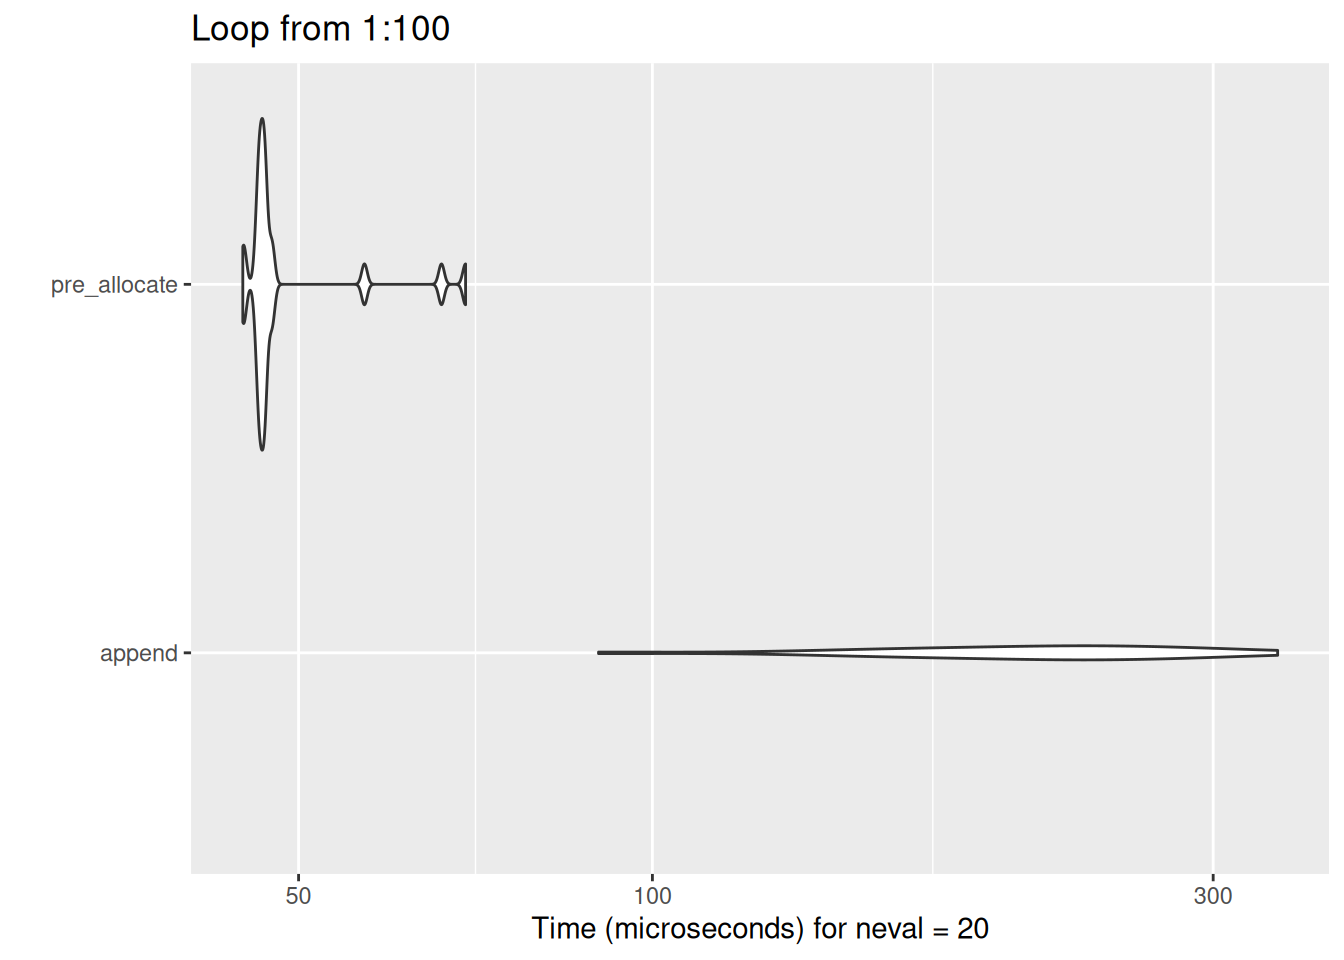 Loop from 1:100
pre_allocate
append
50 100 300
Time (microseconds) for neval = 20